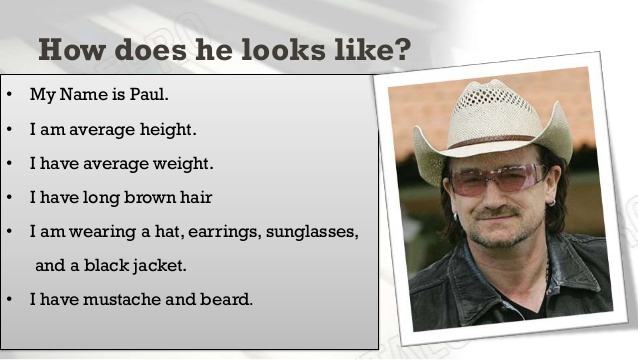 How does he looks like?
• My Name is Paul.
• I am average height.
• I have average weight.
• I have long brown hair
• I am wearing a hat, earrings, sunglasses,
and a black jacket.
• I have mustache and beard.